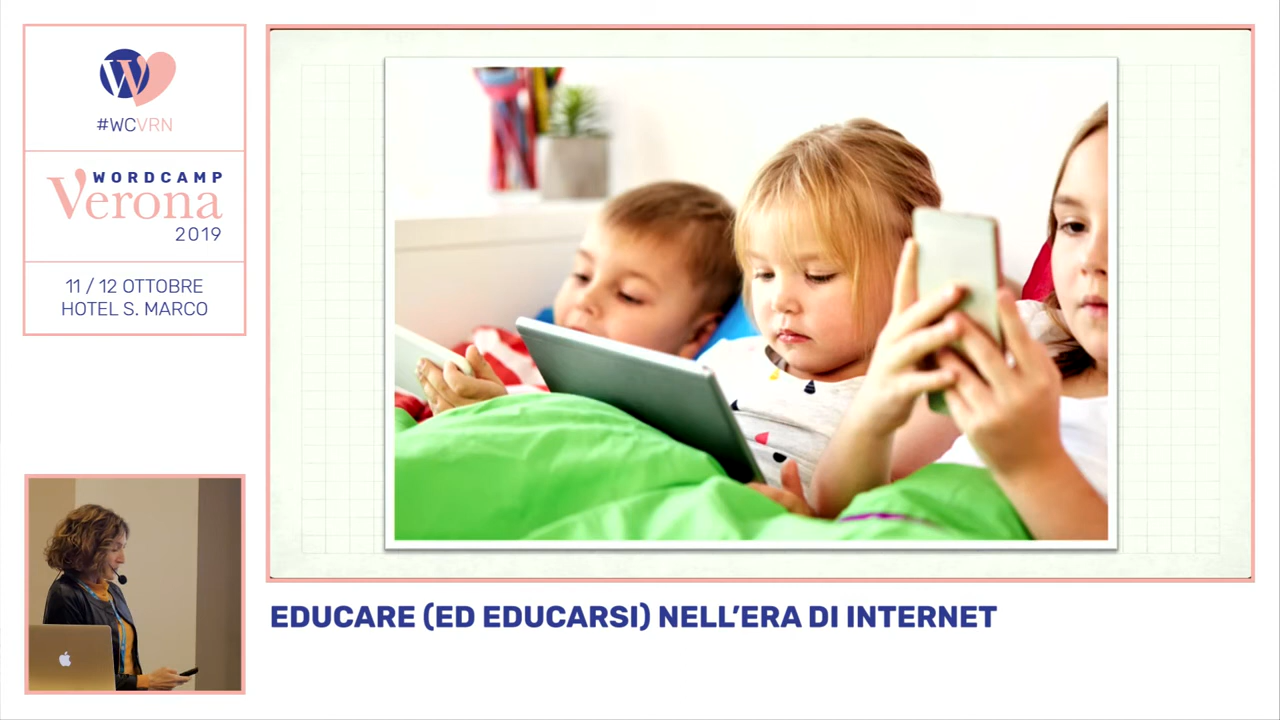 #WCVRN
WORDCAMP
Verona
2019
11 / 12 OTTOBRE
HOTEL S. MARCO
EDUCARE (ED EDUCARSI) NELL'ERA DI INTERNET